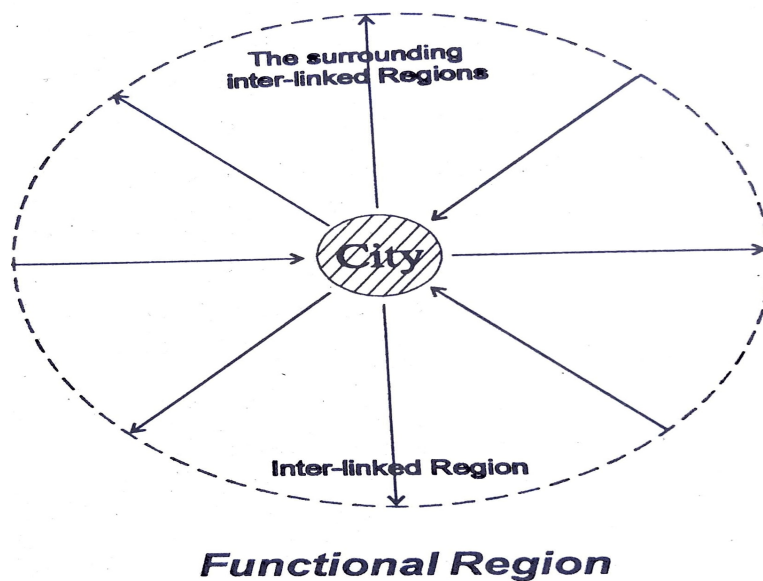 The surrounding
inter-linked Regions
City
Inter-linked Region
Functional Region